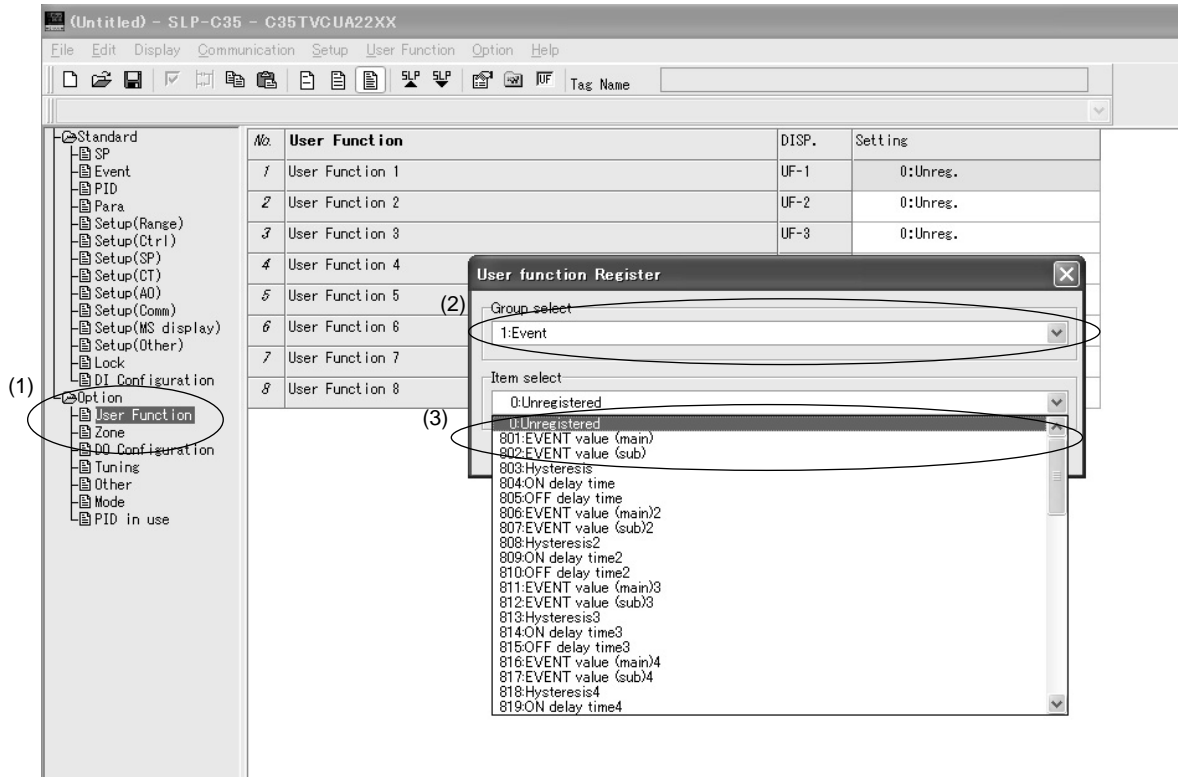 (Untitled) - SLP-C35 - C35TVCUA22XX
File Edit Display Communication Setup User Function Option Help
SLP SLP UF Tag Name
Standard
SP
Event
PID
Para
Setup(Range)
Setup(Ctrl)
Setup(SP)
Setup(CT)
Setup(AO)
Setup(Comm)
Setup(MS display)
Setup(Other)
Lock
DI Configuration
(1)
Option
User Function
Zone
DO Configuration
Tuning
Other
Mode
PID in use
No. User Function DISP. Setting
1 User Function 1 UF-1 0:Unreg.
2 User Function 2 UF-2 0:Unreg.
3 User Function 3 UF-3 0:Unreg.
4 User Function 4
5 User Function 5
6 User Function 6
7 User Function 7
8 User Function 8
User function Register
(2)
Group select
1:Event
Item select
0:Unregistered
(3)
0:Unregistered
801:EVENT value (main)
802:EVENT value (sub)
803:Hysteresis
804:ON delay time
805:OFF delay time
806:EVENT value (main)2
807:EVENT value (sub)2
808:Hysteresis2
809:ON delay time2
810:OFF delay time2
811:EVENT value (main)3
812:EVENT value (sub)3
813:Hysteresis3
814:ON delay time3
815:OFF delay time3
816:EVENT value (main)4
817:EVENT value (sub)4
818:Hysteresis4
819:ON delay time4